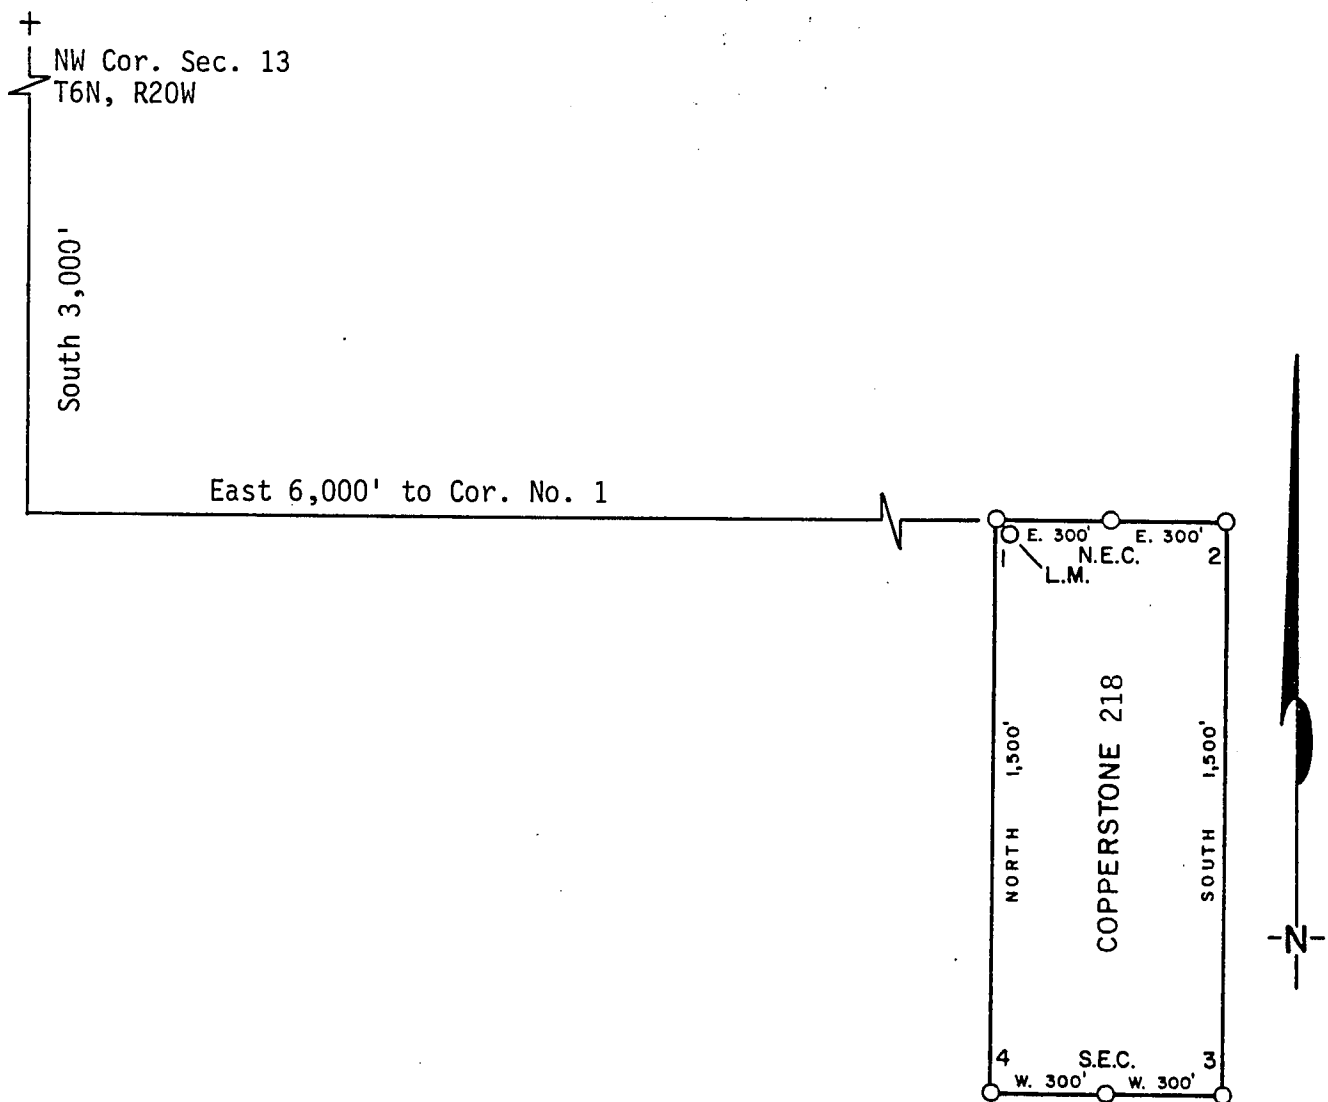 NW Cor. Sec. 13
T6N, R20W
South 3,000'
East 6,000' to Cor. No. 1
E. 300' E. 300'
1 N.E.C. 2
L.M.
NORTH 1,500'
COPPERSTONE 218
SOUTH 1,500'
-N-
4 S.E.C. 3
W. 300' W. 300'